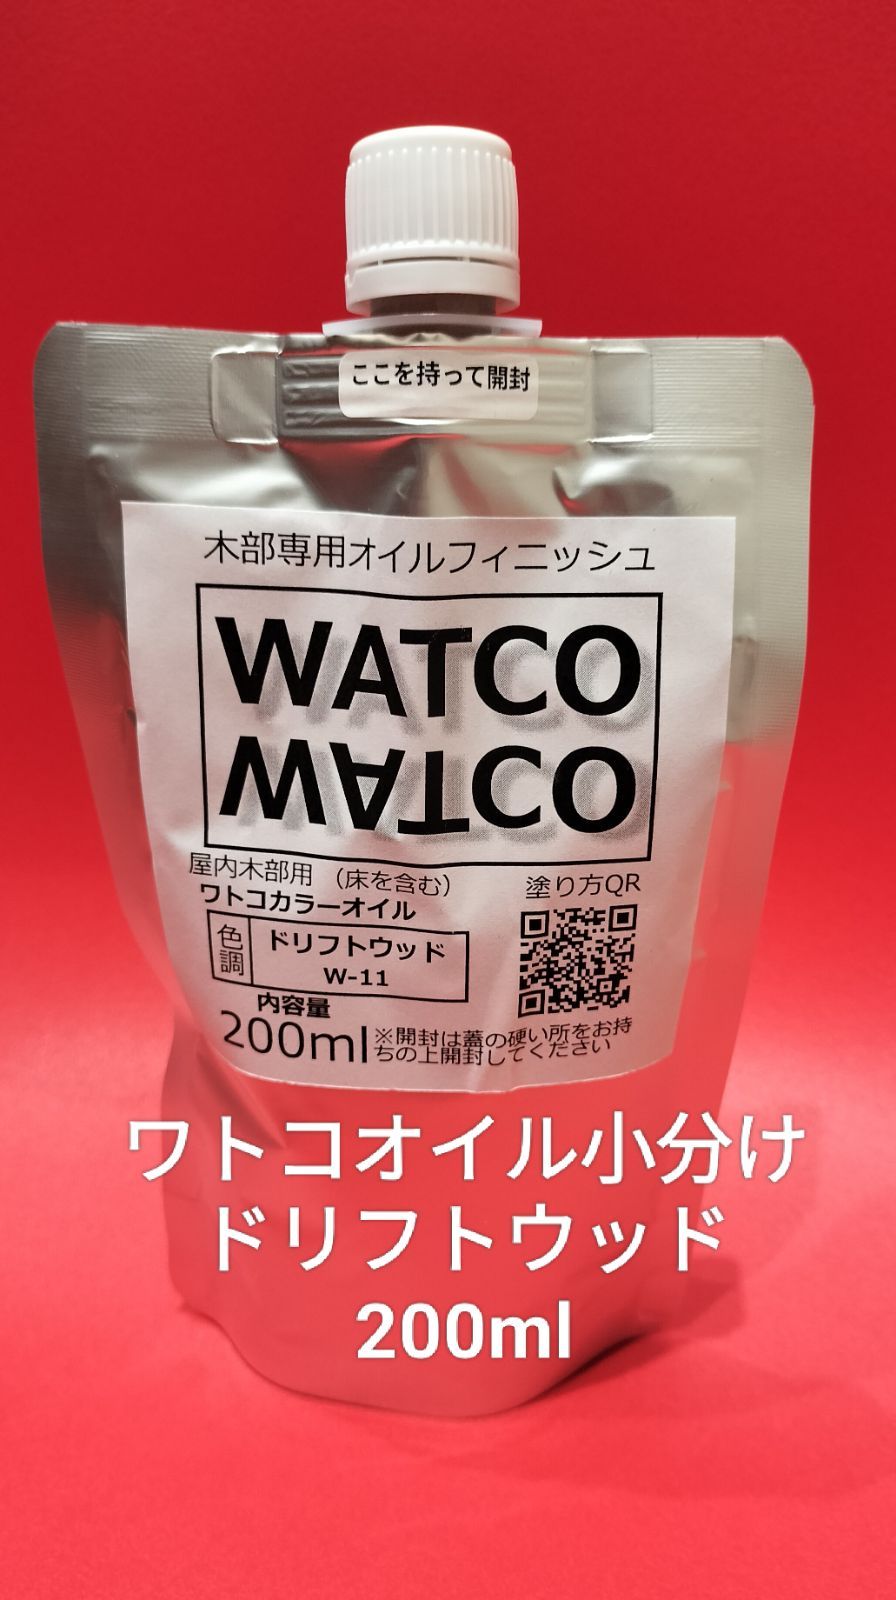 ここを持って開封
木部専用オイルフィニッシュ
WATCO
WATCO
屋内木部用 （床を含む）
ワトコカラーオイル
塗り方QR
色調
ドリフトウッド
W-11
内容量
200ml
※開封は蓋の硬い所をお持
ちの上開封してください
ワトコオイル小分け
ドリフトウッド
200ml